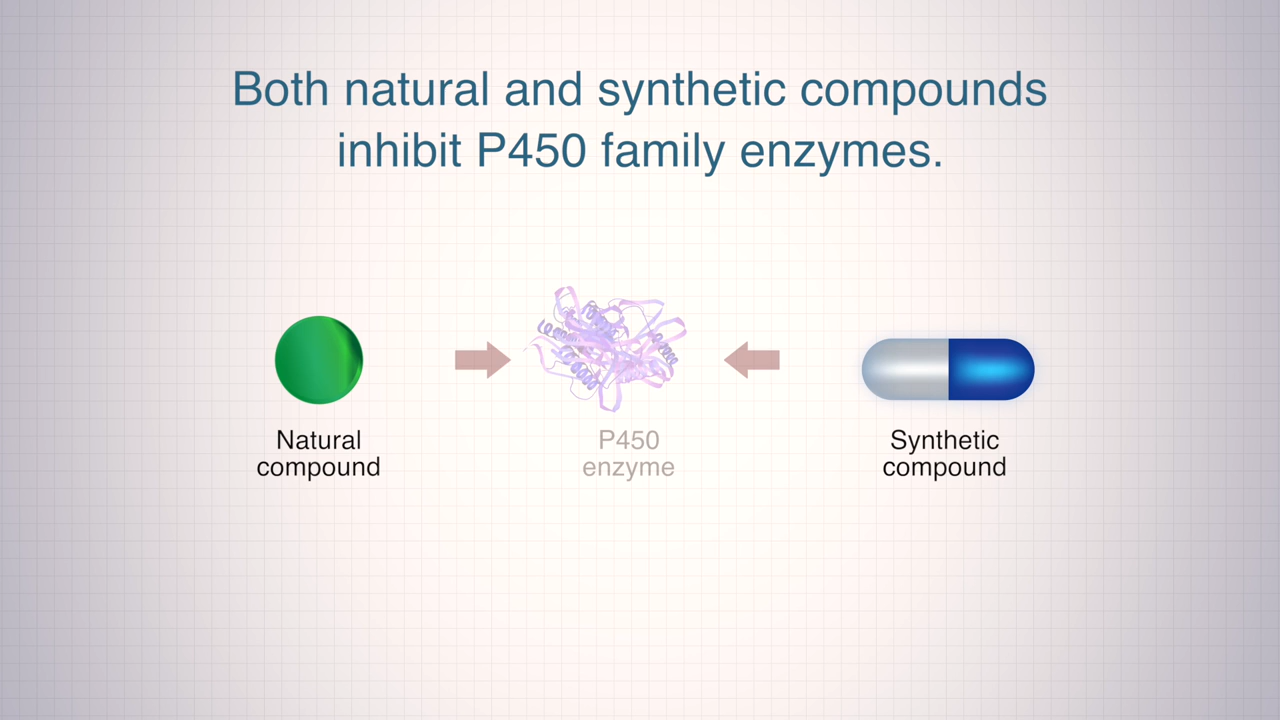 Both natural and synthetic compounds
inhibit P450 family enzymes.
Natural
compound
P450
enzyme
Synthetic
compound